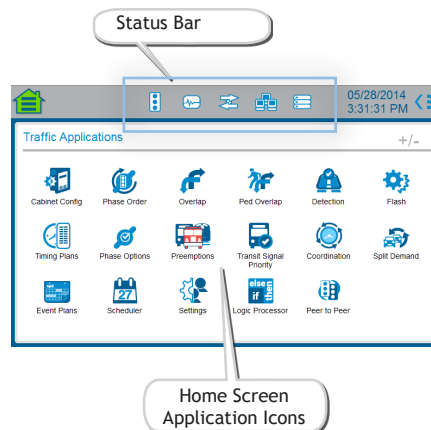 Status Bar
05/28/2014
3:31:31 PM
Traffic Applications
+/-
Cabinet Config Phase Order Overlap Ped Overlap Detection Flash
Timing Plans Phase Options Preemptions Transit Signal Priority Coordination Split Demand
27
else
if then
Event Plans Scheduler Settings Logic Processor Peer to Peer
Home Screen
Application Icons